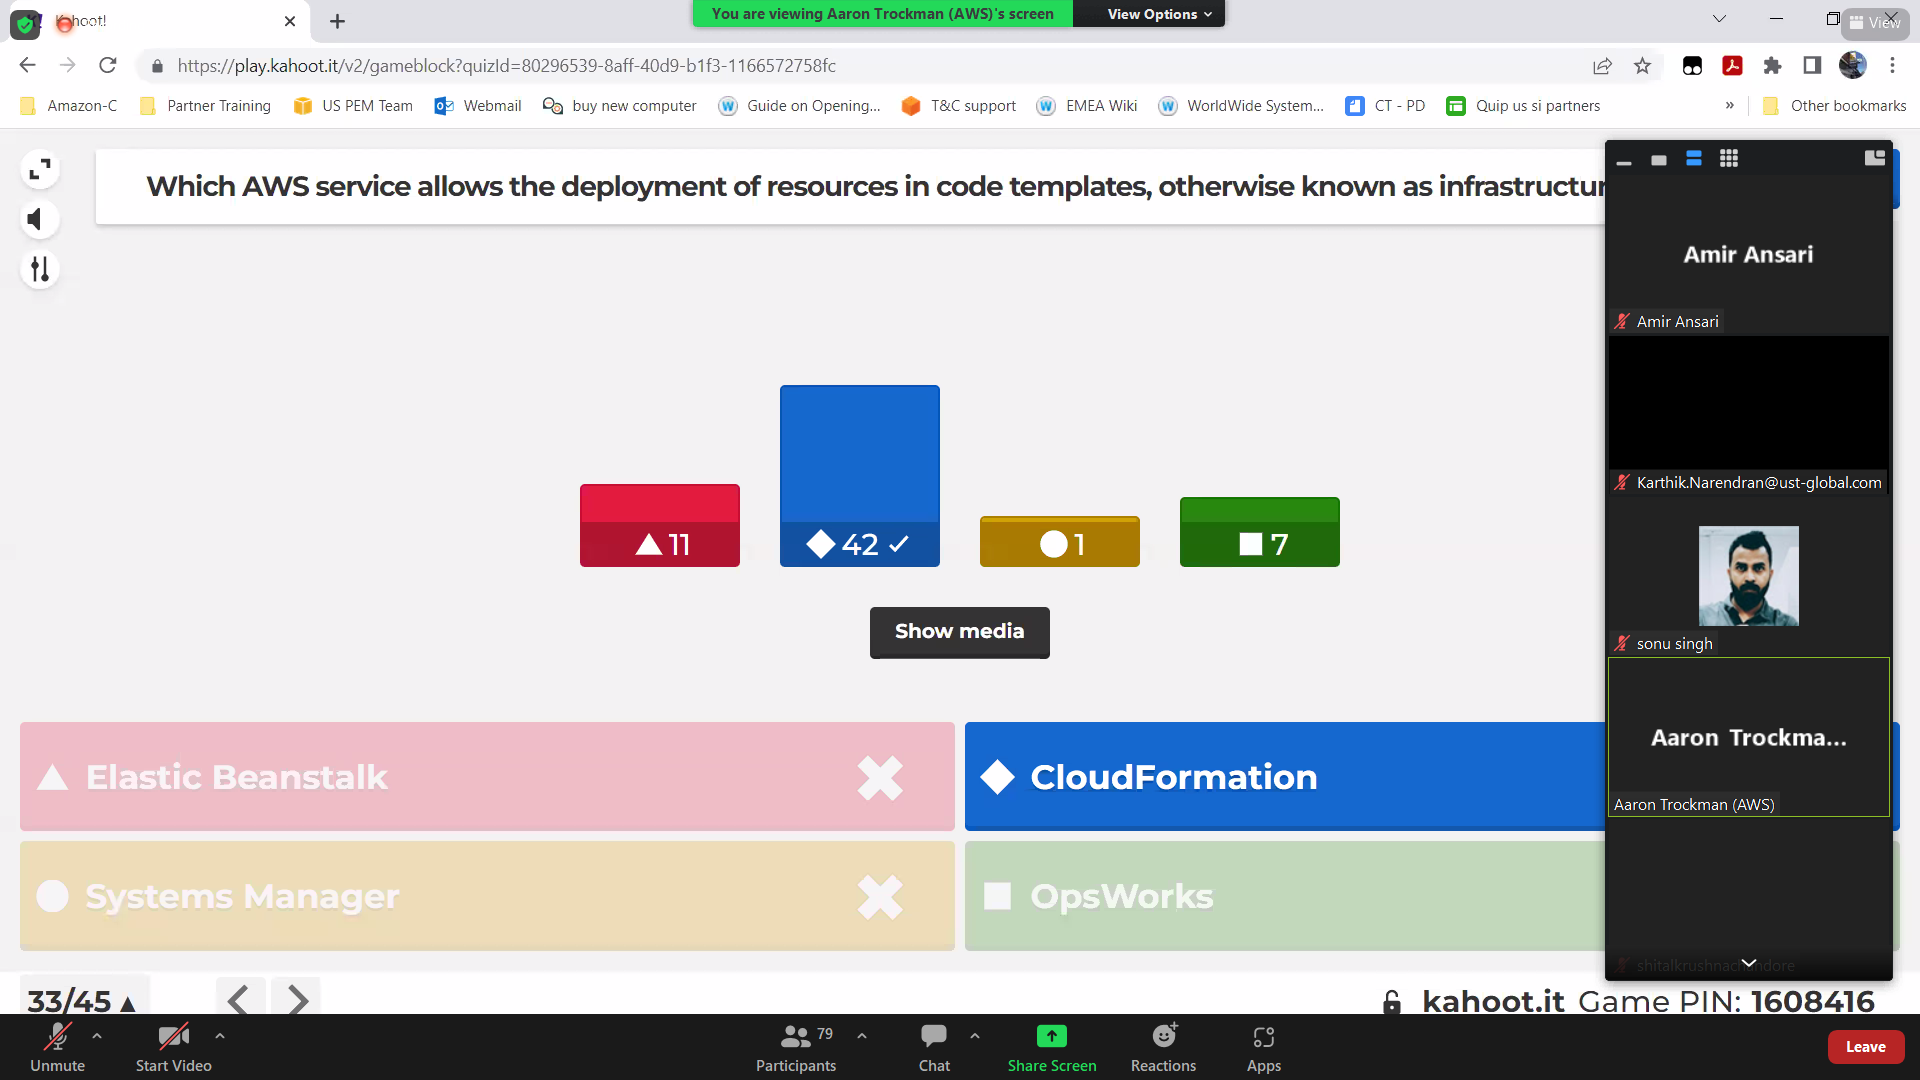 Kahoot!
You are viewing Aaron Trockman (AWS)'s screen
View Options
View
https://play.kahoot.it/v2/gameblock?quizId=80296539-8aff-40d9-b1f3-1166572758fc
Amazon-C
Partner Training
US PEM Team
Webmail
buy new computer
Guide on Opening...
T&C support
EMEA Wiki
WorldWide System...
CT - PD
Quip us si partners
»
Other bookmarks
Which AWS service allows the deployment of resources in code templates, otherwise known as infrastructur
Amir Ansari
Amir Ansari
Karthik.Narendran@ust-global.com
sonu singh
Aaron Trockma...
Aaron Trockman (AWS)
11
42
1
7
Show media
Elastic Beanstalk
CloudFormation
Systems Manager
OpsWorks
33/45
kahoot.it Game PIN: 1608416
Unmute
Start Video
79
Participants
Chat
Share Screen
Reactions
Apps
Leave